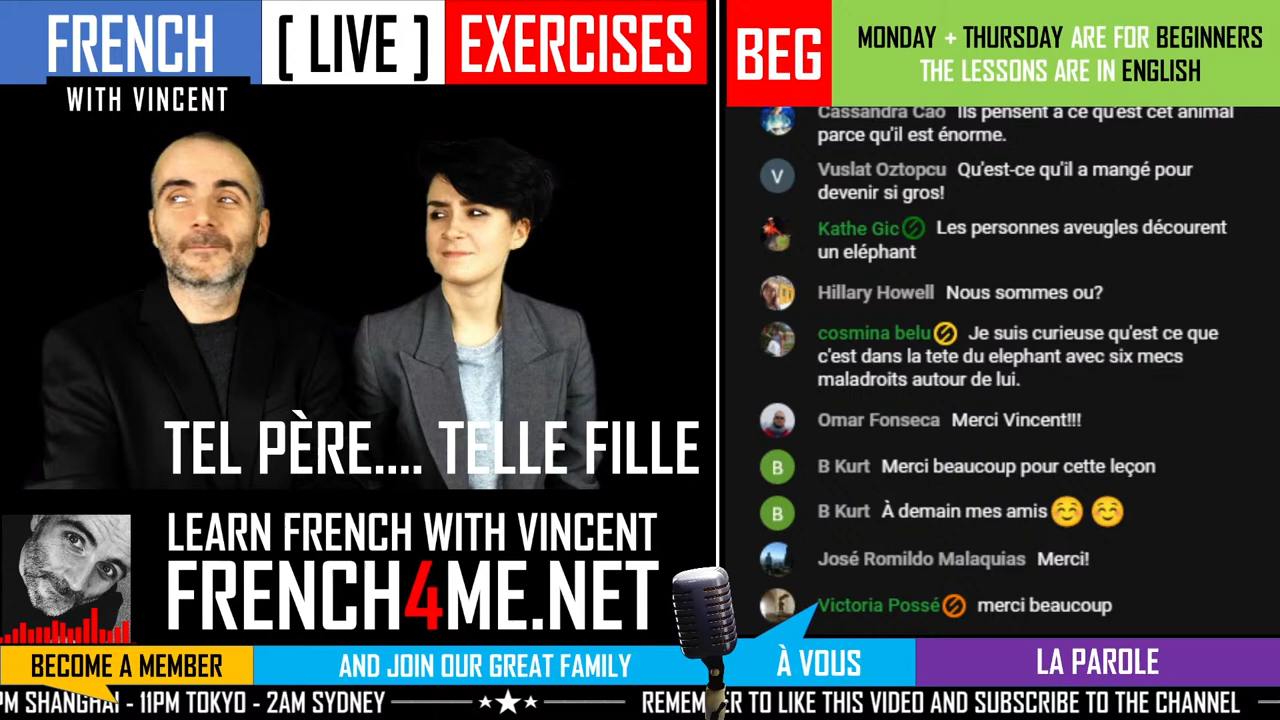 FRENCH [ LIVE ] EXERCISES
WITH VINCENT
BEG
MONDAY + THURSDAY ARE FOR BEGINNERS
THE LESSONS ARE IN ENGLISH
TEL PÈRE.... TELLE FILLE
LEARN FRENCH WITH VINCENT
FRENCH4ME.NET
Cassandra Cao Ils pensent à ce qu'est cet animal
parce qu'il est énorme.
V
Vuslat Oztopcu Qu'est-ce qu'il a mangé pour
devenir si gros!
Kathe Gic Les personnes aveugles décourent
un eléphant
Hillary Howell Nous sommes ou?
cosmina belu Je suis curieuse qu'est ce que
c'est dans la tete du elephant avec six mecs
maladroits autour de lui.
Omar Fonseca Merci Vincent!!!
B
B Kurt Merci beaucoup pour cette leçon
B
B Kurt À demain mes amis
José Romildo Malaquias Merci!
Victoria Possé merci beaucoup
BECOME A MEMBER AND JOIN OUR GREAT FAMILY
À VOUS LA PAROLE
PM SHANGHAI - 11PM TOKYO - 2AM SYDNEY
REMEMBER TO LIKE THIS VIDEO AND SUBSCRIBE TO THE CHANNEL